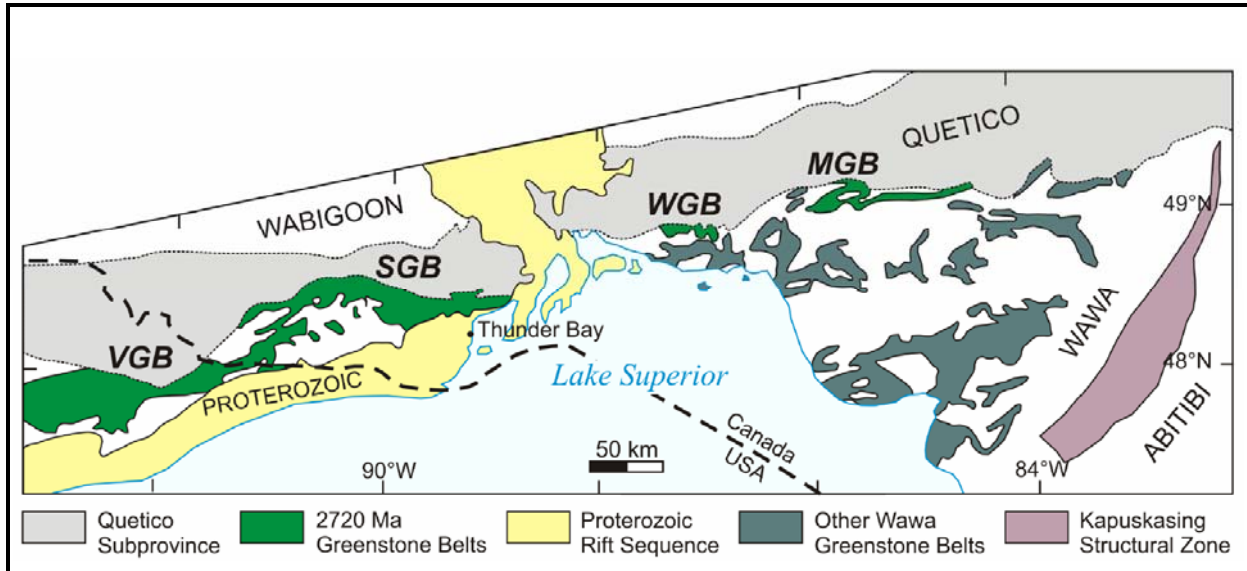 QUETICO
MGB
WGB
49°N
WABIGOON
SGB
Thunder Bay
VGB
WAWA
48°N
PROTEROZOIC
Lake Superior
ABITIBI
Canada
USA
50 km
90°W
84°W
Quetico
Subprovince
2720 Ma
Greenstone Belts
Proterozoic
Rift Sequence
Other Wawa
Greenstone Belts
Kapuskasing
Structural Zone